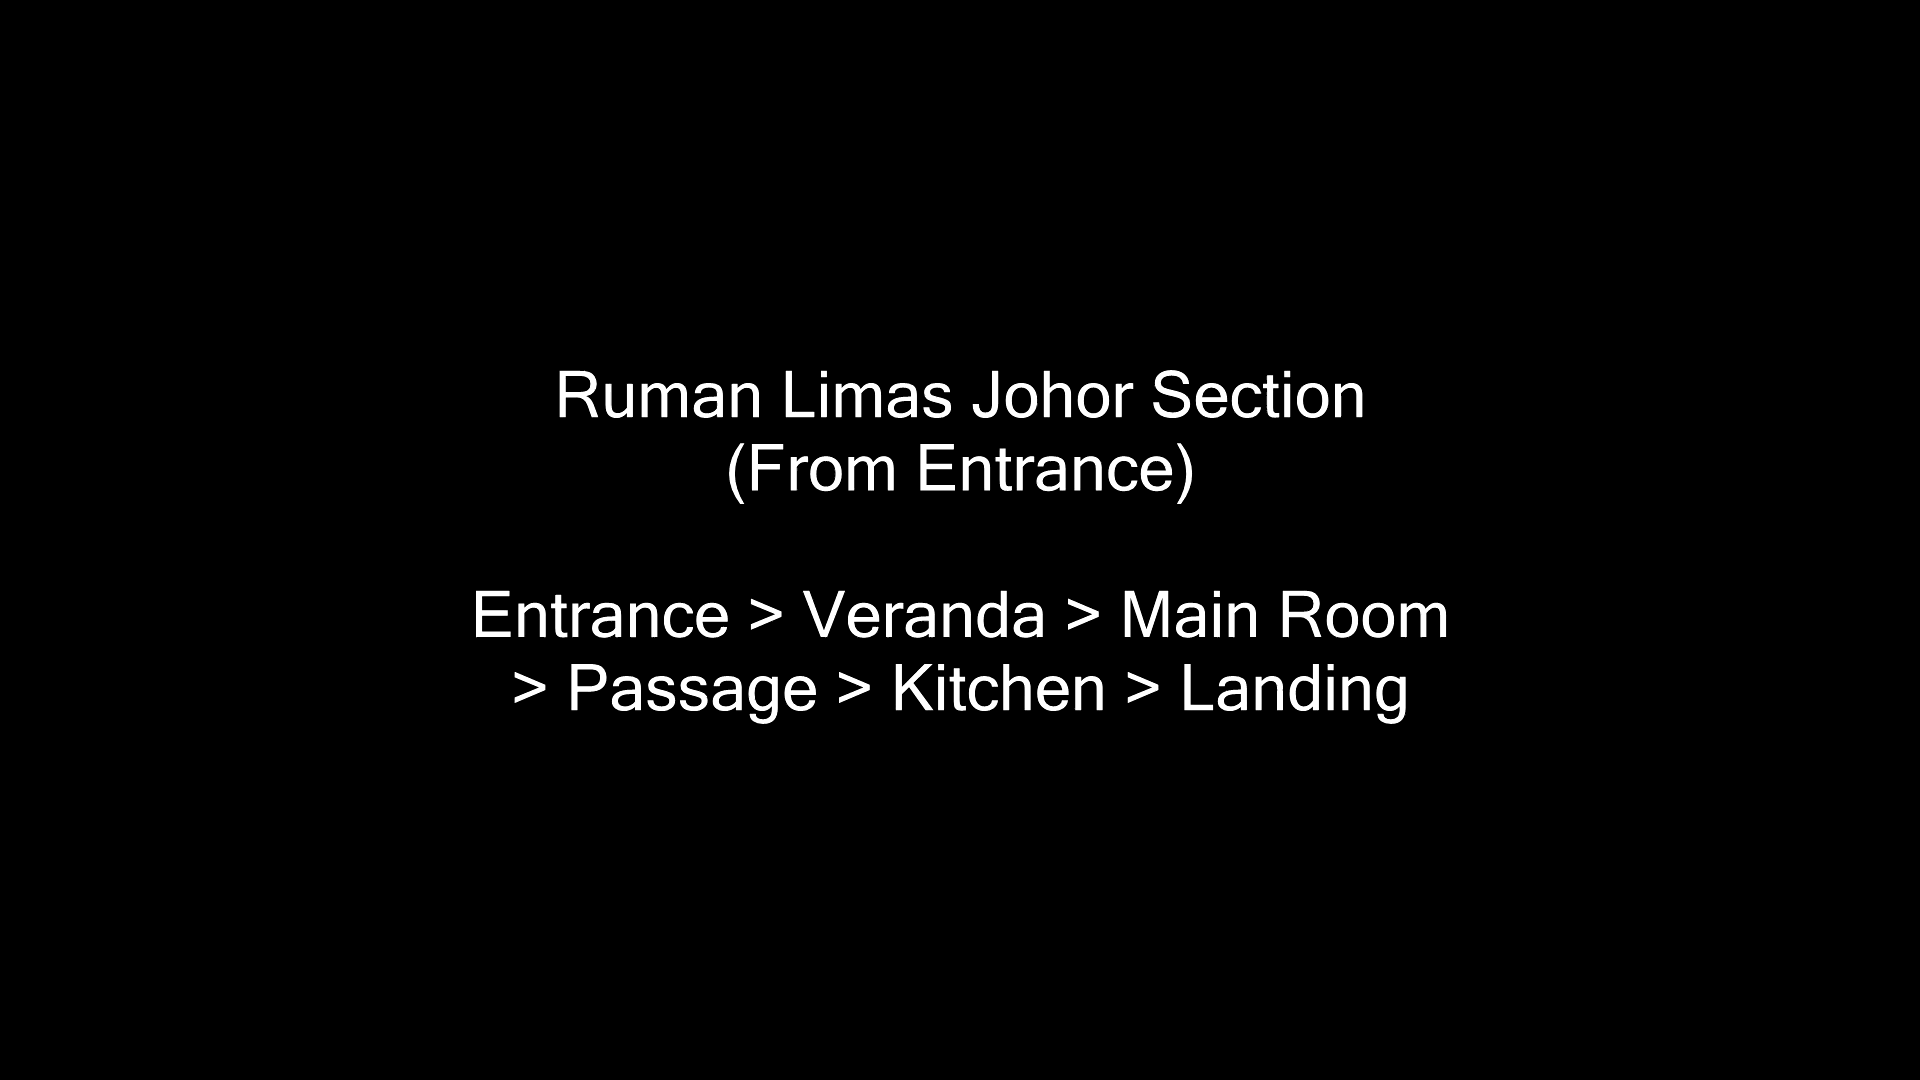 Ruman Limas Johor Section
(From Entrance)
Entrance > Veranda > Main Room
> Passage > Kitchen > Landing